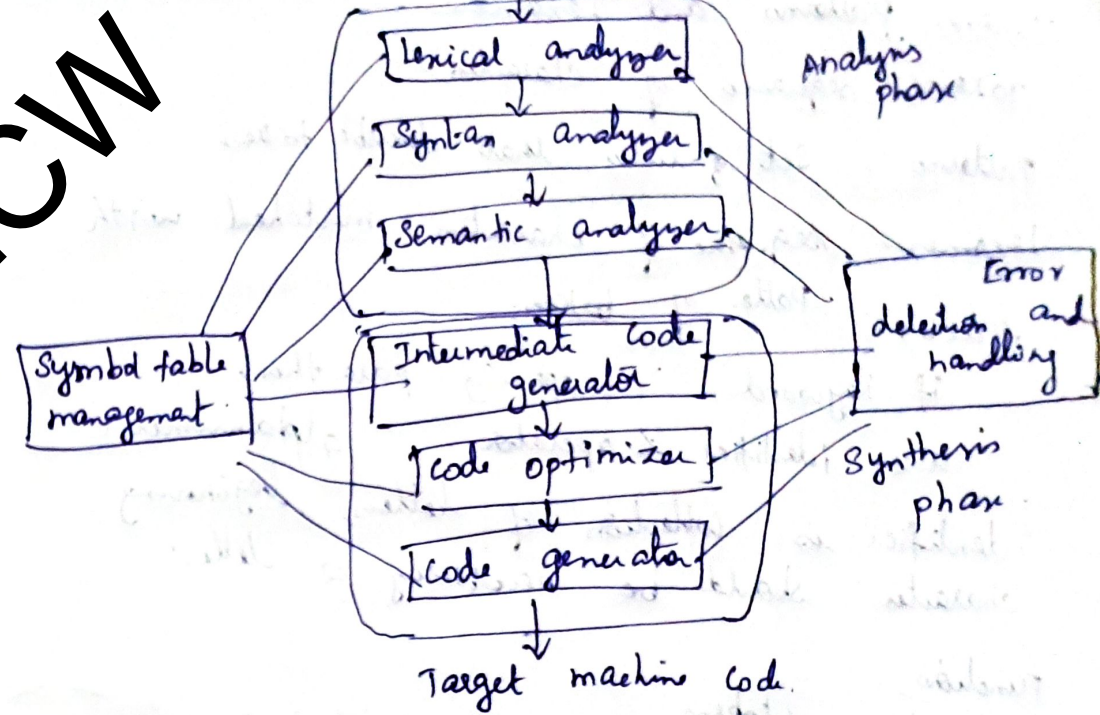 CW
Lexical analyzer
Analysis
phase
Syntax analyzer
Semantic analyzer
Error
detection and
handling
Symbol table
management
Intermediate code
generator
Code optimizer
Synthesis
phase
Code generator
Target machine code.